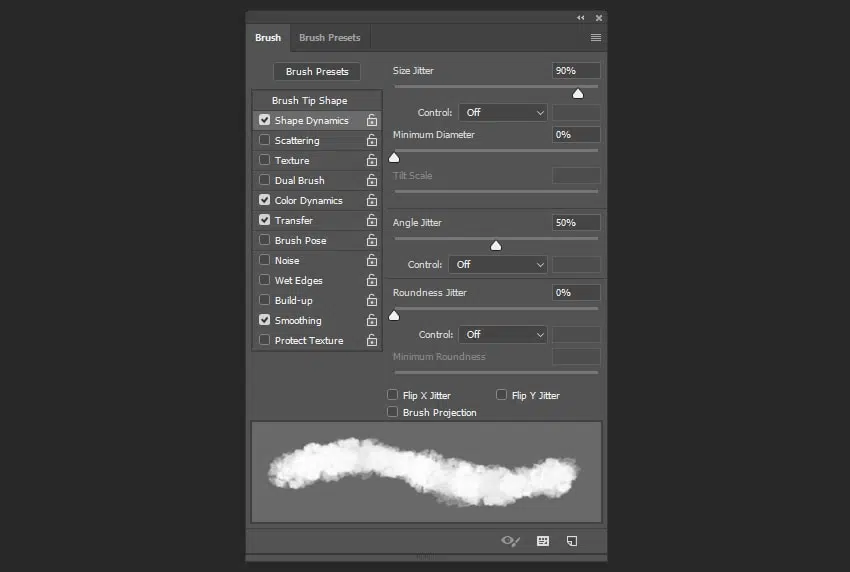 Brush Brush Presets
Brush Presets
Brush Tip Shape
Shape Dynamics
Scattering
Texture
Dual Brush
Color Dynamics
Transfer
Brush Pose
Noise
Wet Edges
Build-up
Smoothing
Protect Texture
Size Jitter 90%
Control: Off
Minimum Diameter 0%
Tilt Scale
Angle Jitter 50%
Control: Off
Roundness Jitter 0%
Control: Off
Minimum Roundness
Flip X Jitter Flip Y Jitter
Brush Projection